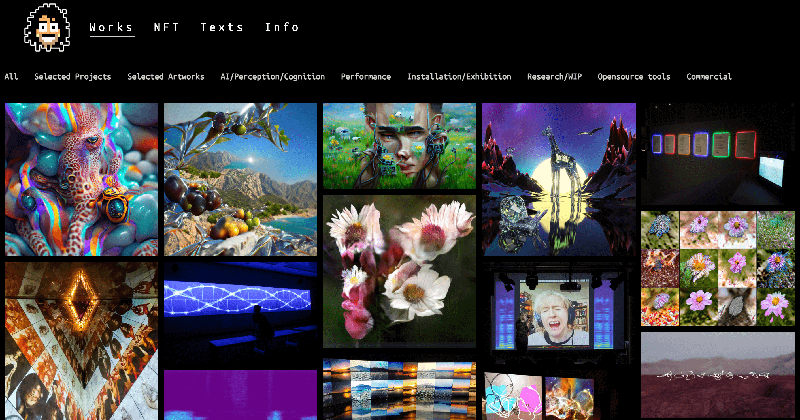 Works NFT Texts Info
All Selected Projects Selected Artworks AI/Perception/Cognition Performance Installation/Exhibition Research/WIP Opensource tools Commercial